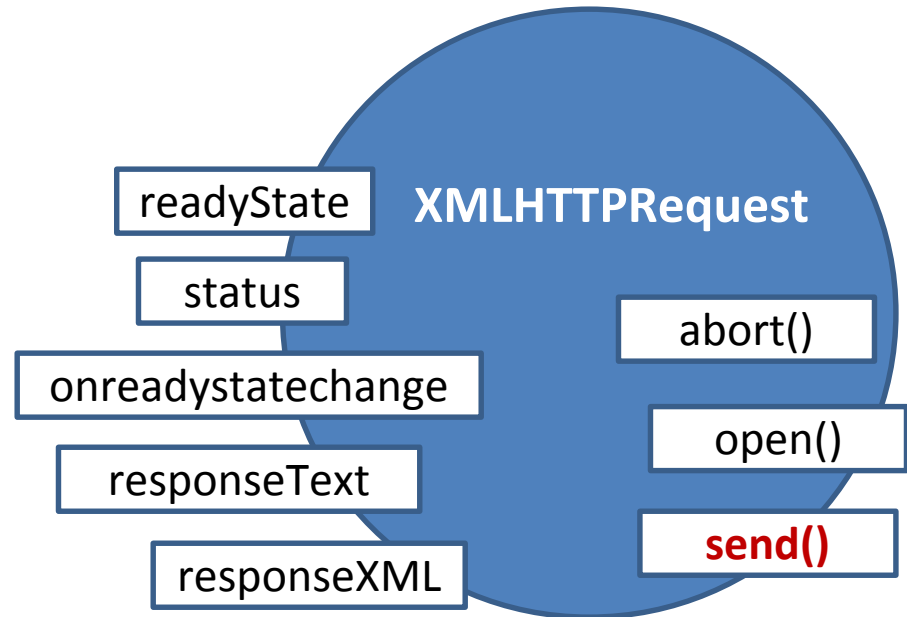 XMLHTTPRequest
readyState
status
onreadystatechange
responseText
responseXML
abort()
open()
send()